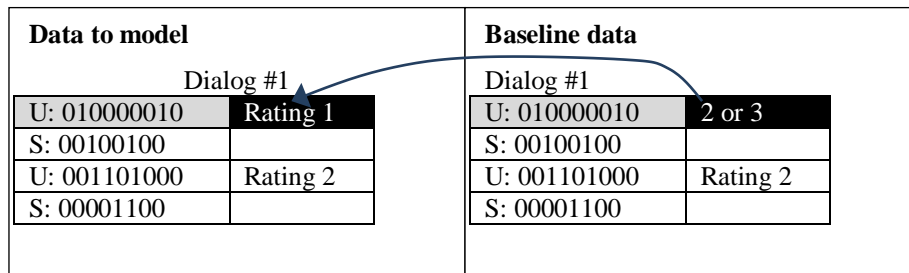 Data to model
Dialog #1
U: 010000010 Rating 1
S: 00100100
U: 001101000 Rating 2
S: 00001100
Baseline data
Dialog #1
U: 010000010 2 or 3
S: 00100100
U: 001101000 Rating 2
S: 00001100